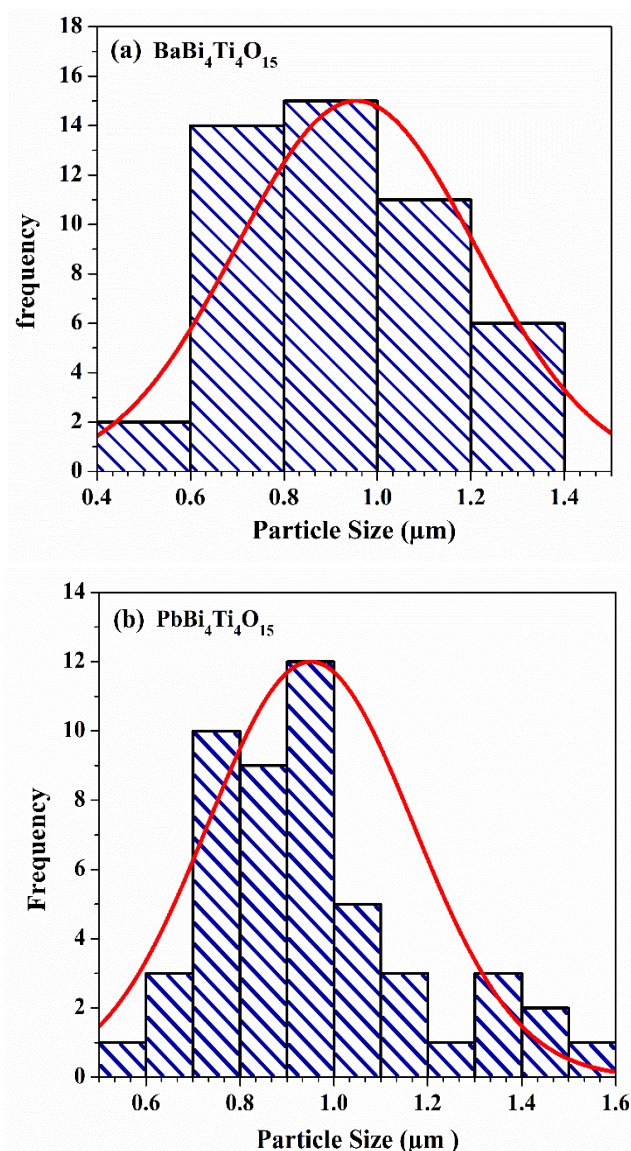 (a) BaBi₄Ti₄O₁₅
frequency
18
16
14
12
10
8
6
4
2
0
0.4 0.6 0.8 1.0 1.2 1.4
Particle Size (µm)
(b) PbBi₄Ti₄O₁₅
Frequency
14
12
10
8
6
4
2
0
0.6 0.8 1.0 1.2 1.4 1.6
Particle Size (µm )